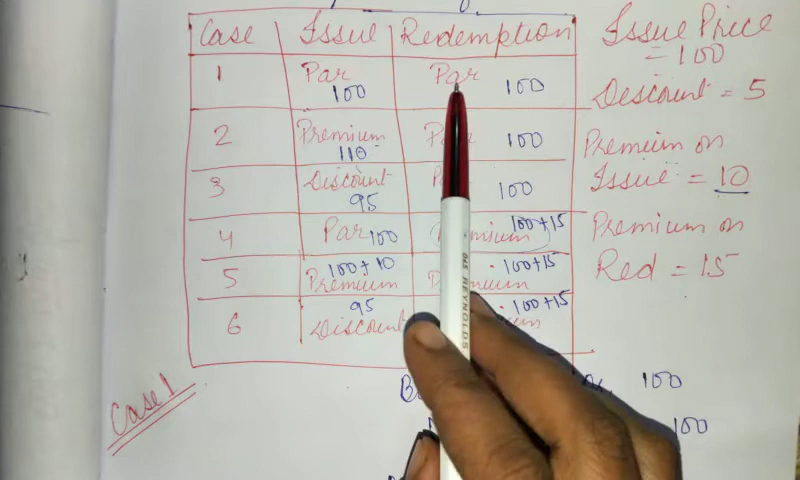 Case Issue Redemption
1 Par 100 Par 100
2 Premium 110 100
3 Discount 95 100
4 Par 100 100+15
5 100+10 Premium 100+15
6 95 Discount 100+15
Issue Price
= 100
Discount = 5
Premium on
Issue = 10
Premium on
Red = 15
Case 1
100
100
REYNOLDS